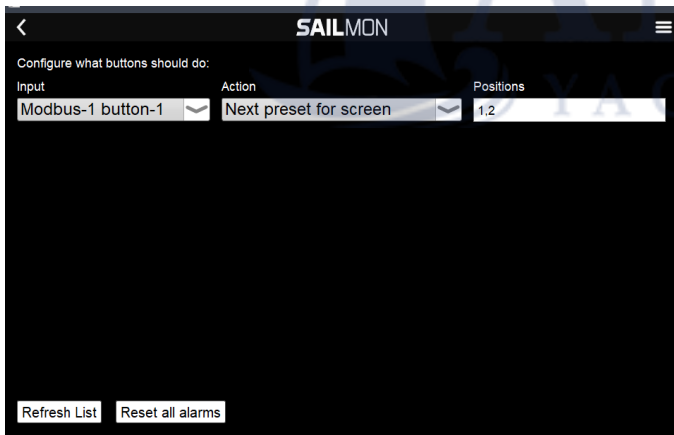 SAILMON
Configure what buttons should do:
Input Action Positions
Modbus-1 button-1 Next preset for screen 1,2
Refresh List Reset all alarms